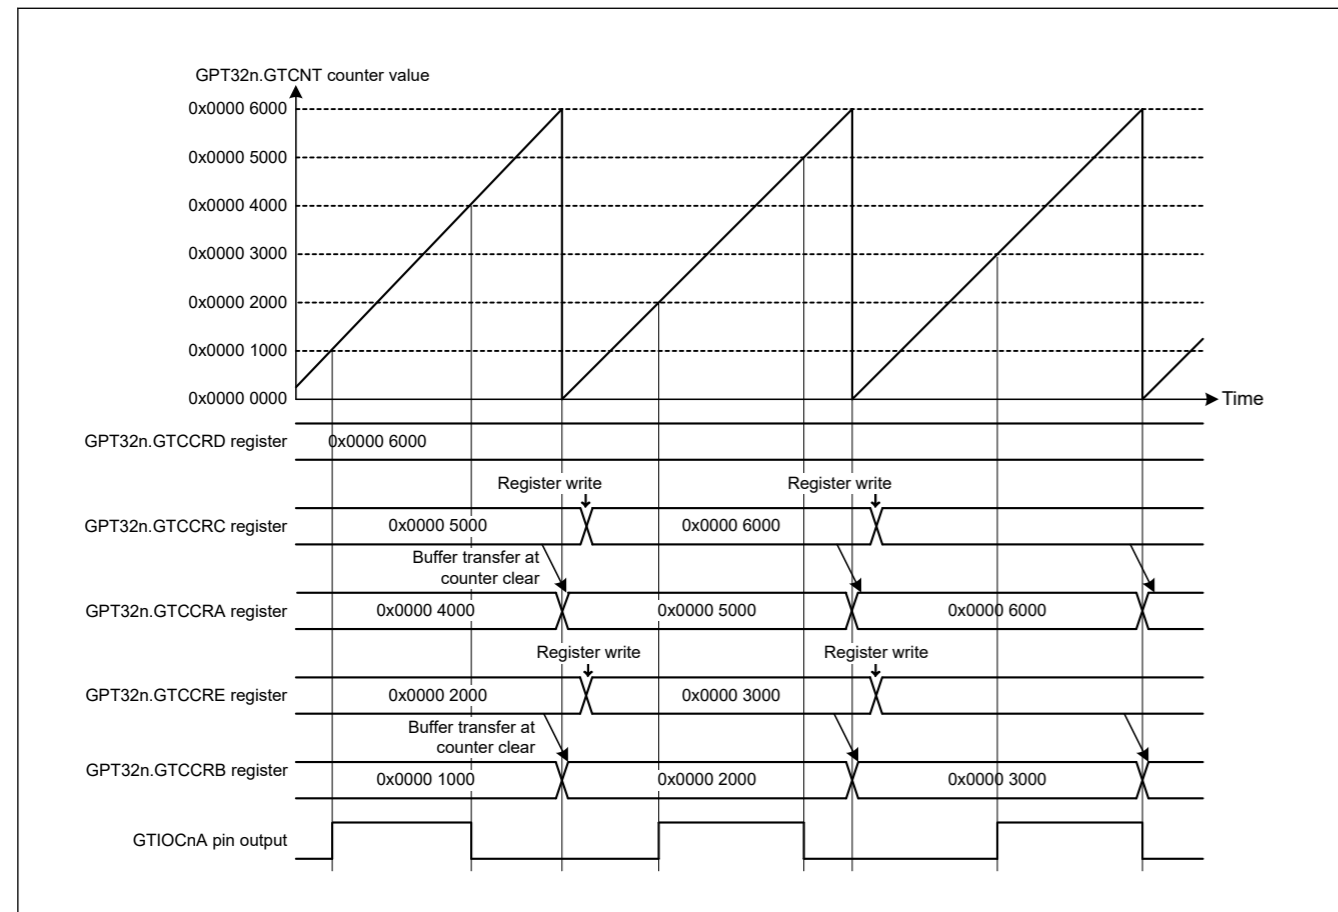 GPT32n.GTCNT counter value
0x0000 6000
0x0000 5000
0x0000 4000
0x0000 3000
0x0000 2000
0x0000 1000
0x0000 0000
Time
GPT32n.GTCCRD register
0x0000 6000
Register write
Register write
GPT32n.GTCCRC register
0x0000 5000
0x0000 6000
Buffer transfer at
counter clear
GPT32n.GTCCRA register
0x0000 4000
0x0000 5000
0x0000 6000
Register write
Register write
GPT32n.GTCCRE register
0x0000 2000
0x0000 3000
Buffer transfer at
counter clear
GPT32n.GTCCRB register
0x0000 1000
0x0000 2000
0x0000 3000
GTIOCnA pin output